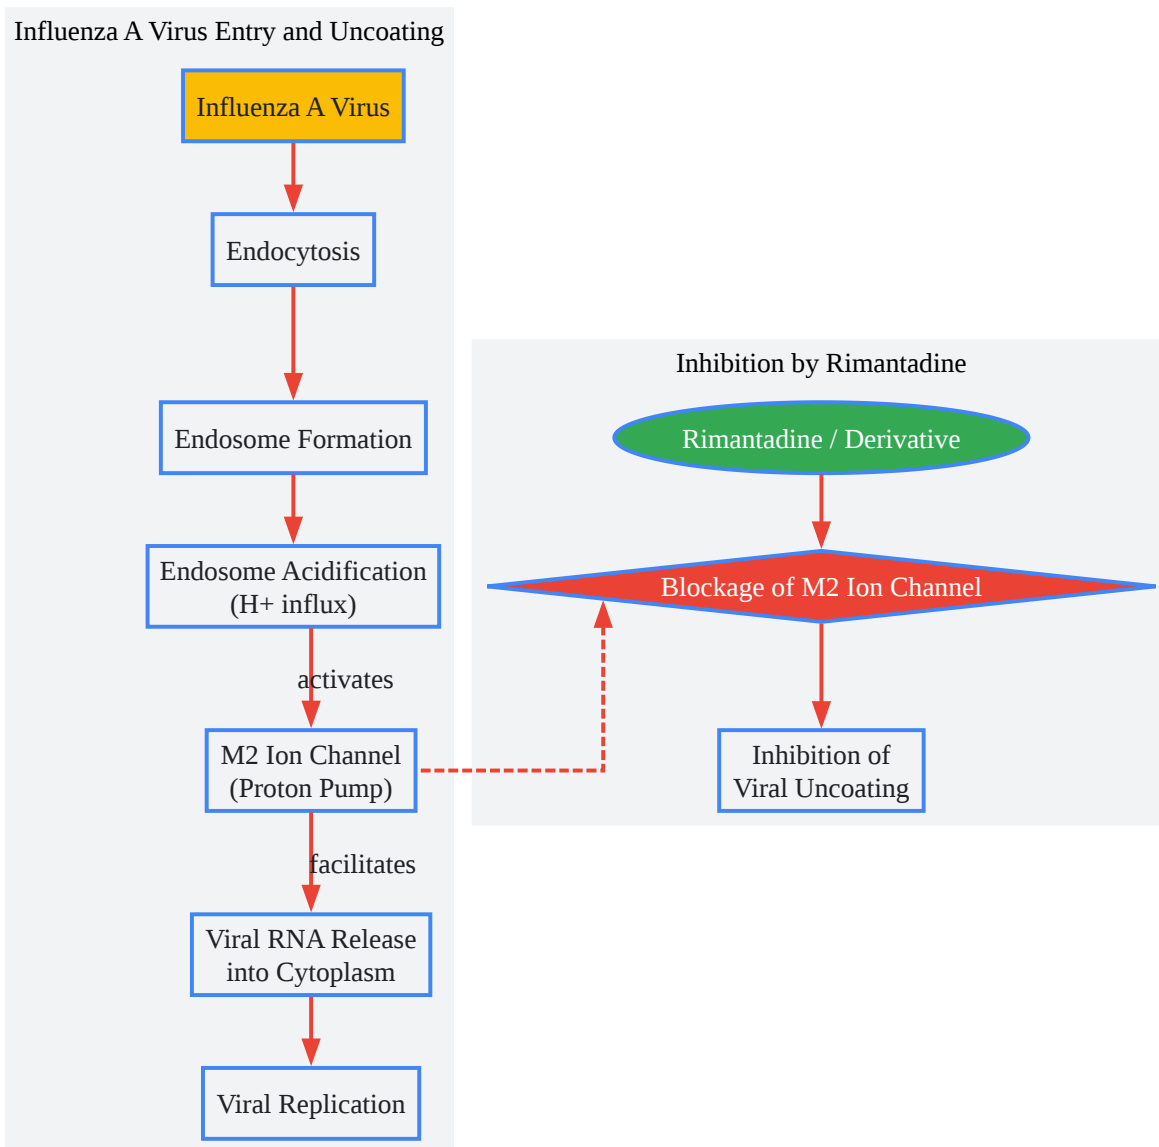 Influenza A Virus Entry and Uncoating
Influenza A Virus
Endocytosis
Endosome Formation
Endosome Acidification
(H+ influx)
activates
M2 Ion Channel
(Proton Pump)
facilitates
Viral RNA Release
into Cytoplasm
Viral Replication
Inhibition by Rimantadine
Rimantadine / Derivative
Blockage of M2 Ion Channel
Inhibition of
Viral Uncoating